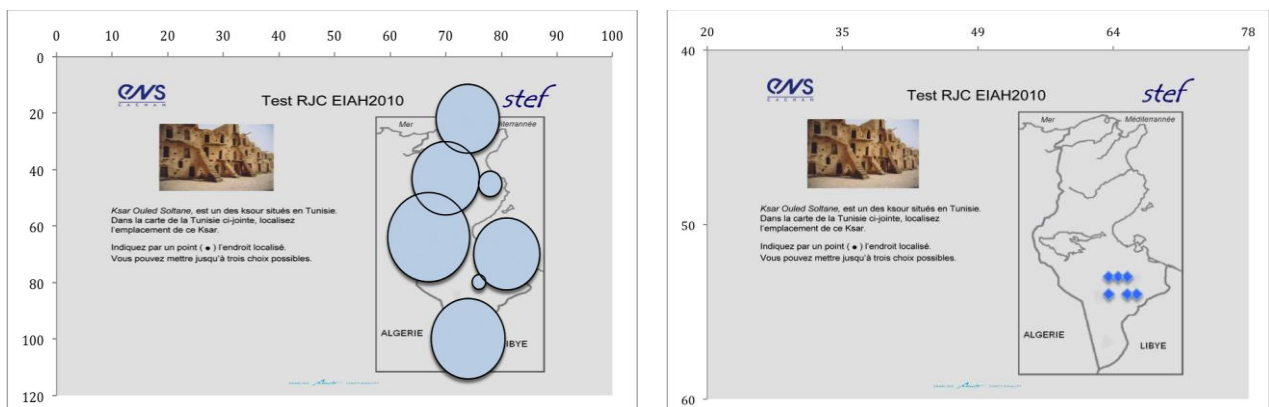 0 10 20 30 40 50 60 70 80 90 100
0
20
40
60
80
100
120
ens
CACHAN
Test RJC EIAH2010
stef
Mer
diterrannée
Ksar Ouled Soltane, est un des ksour situés en Tunisie.
Dans la carte de la Tunisie ci-jointe, localisez
l'emplacement de ce Ksar.
Indiquez par un point ( ● ) l'endroit localisé.
Vous pouvez mettre jusqu'à trois choix possibles.
ALGERIE
IBYE
20 35 49 64 78
40
50
60
ens
CACHAN
Test RJC EIAH2010
stef
Mer Méditerrannée
Ksar Ouled Soltane, est un des ksour situés en Tunisie.
Dans la carte de la Tunisie ci-jointe, localisez
l'emplacement de ce Ksar.
Indiquez par un point ( ● ) l'endroit localisé.
Vous pouvez mettre jusqu'à trois choix possibles.
ALGERIE
LIBYE